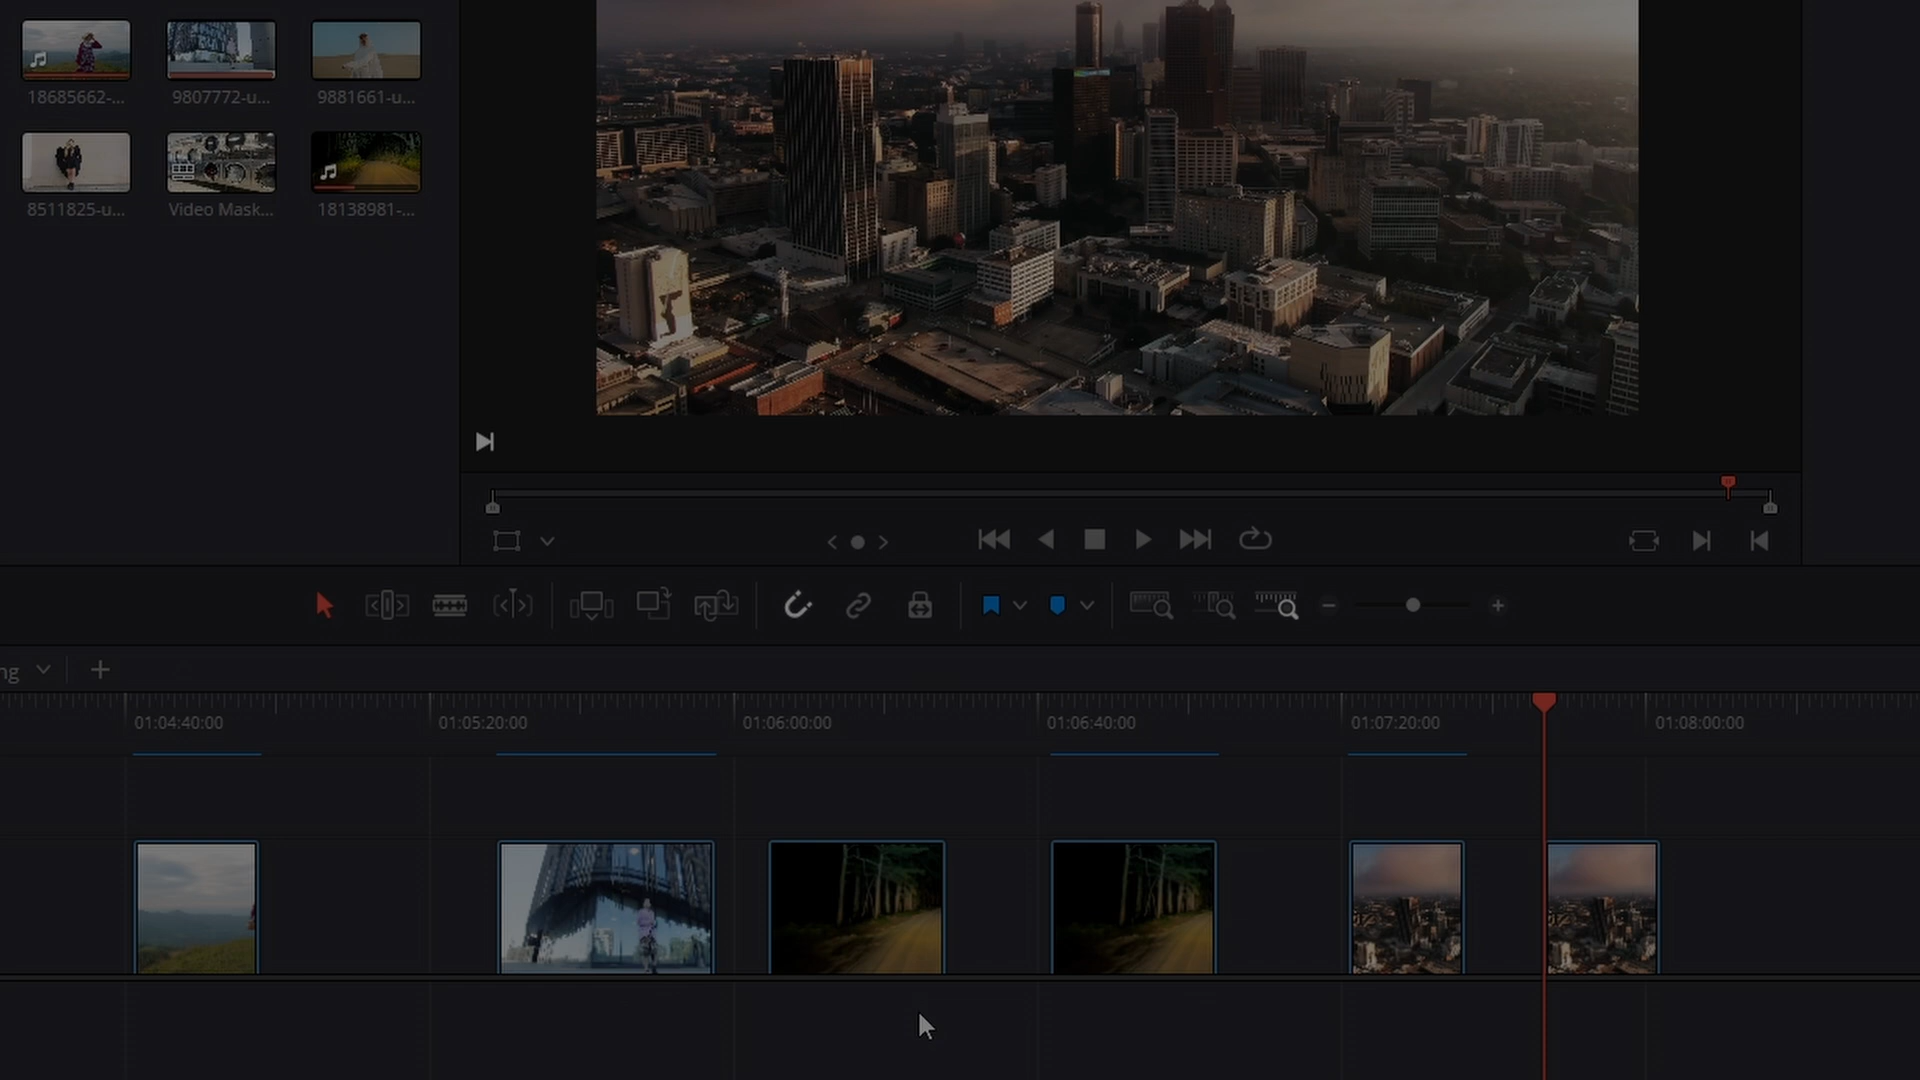 18685662-...
9807772-u...
9881661-u...
8511825-u...
Video Mask...
18138981-...
ng
01:04:40:00
01:05:20:00
01:06:00:00
01:06:40:00
01:07:20:00
01:08:00:00